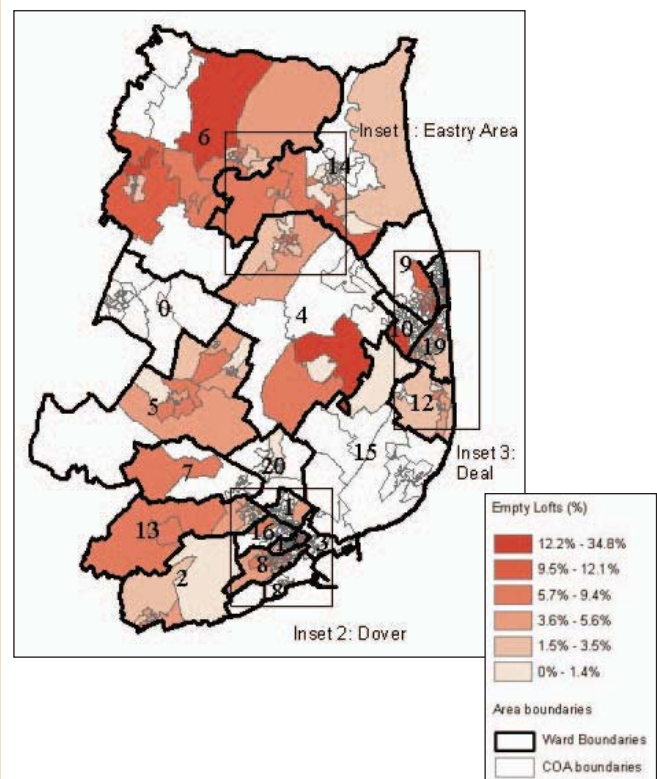 6
Inset 1: Eastry Area
14
9
0
4
10
19
5
12
15
Inset 3:
Deal
20
7
1
13
16
3
8
2
Inset 2: Dover
Empty Lofts (%)
12.2% - 34.8%
9.5% - 12.1%
5.7% - 9.4%
3.6% - 5.6%
1.5% - 3.5%
0% - 1.4%
Area boundaries
Ward Boundaries
COA boundaries